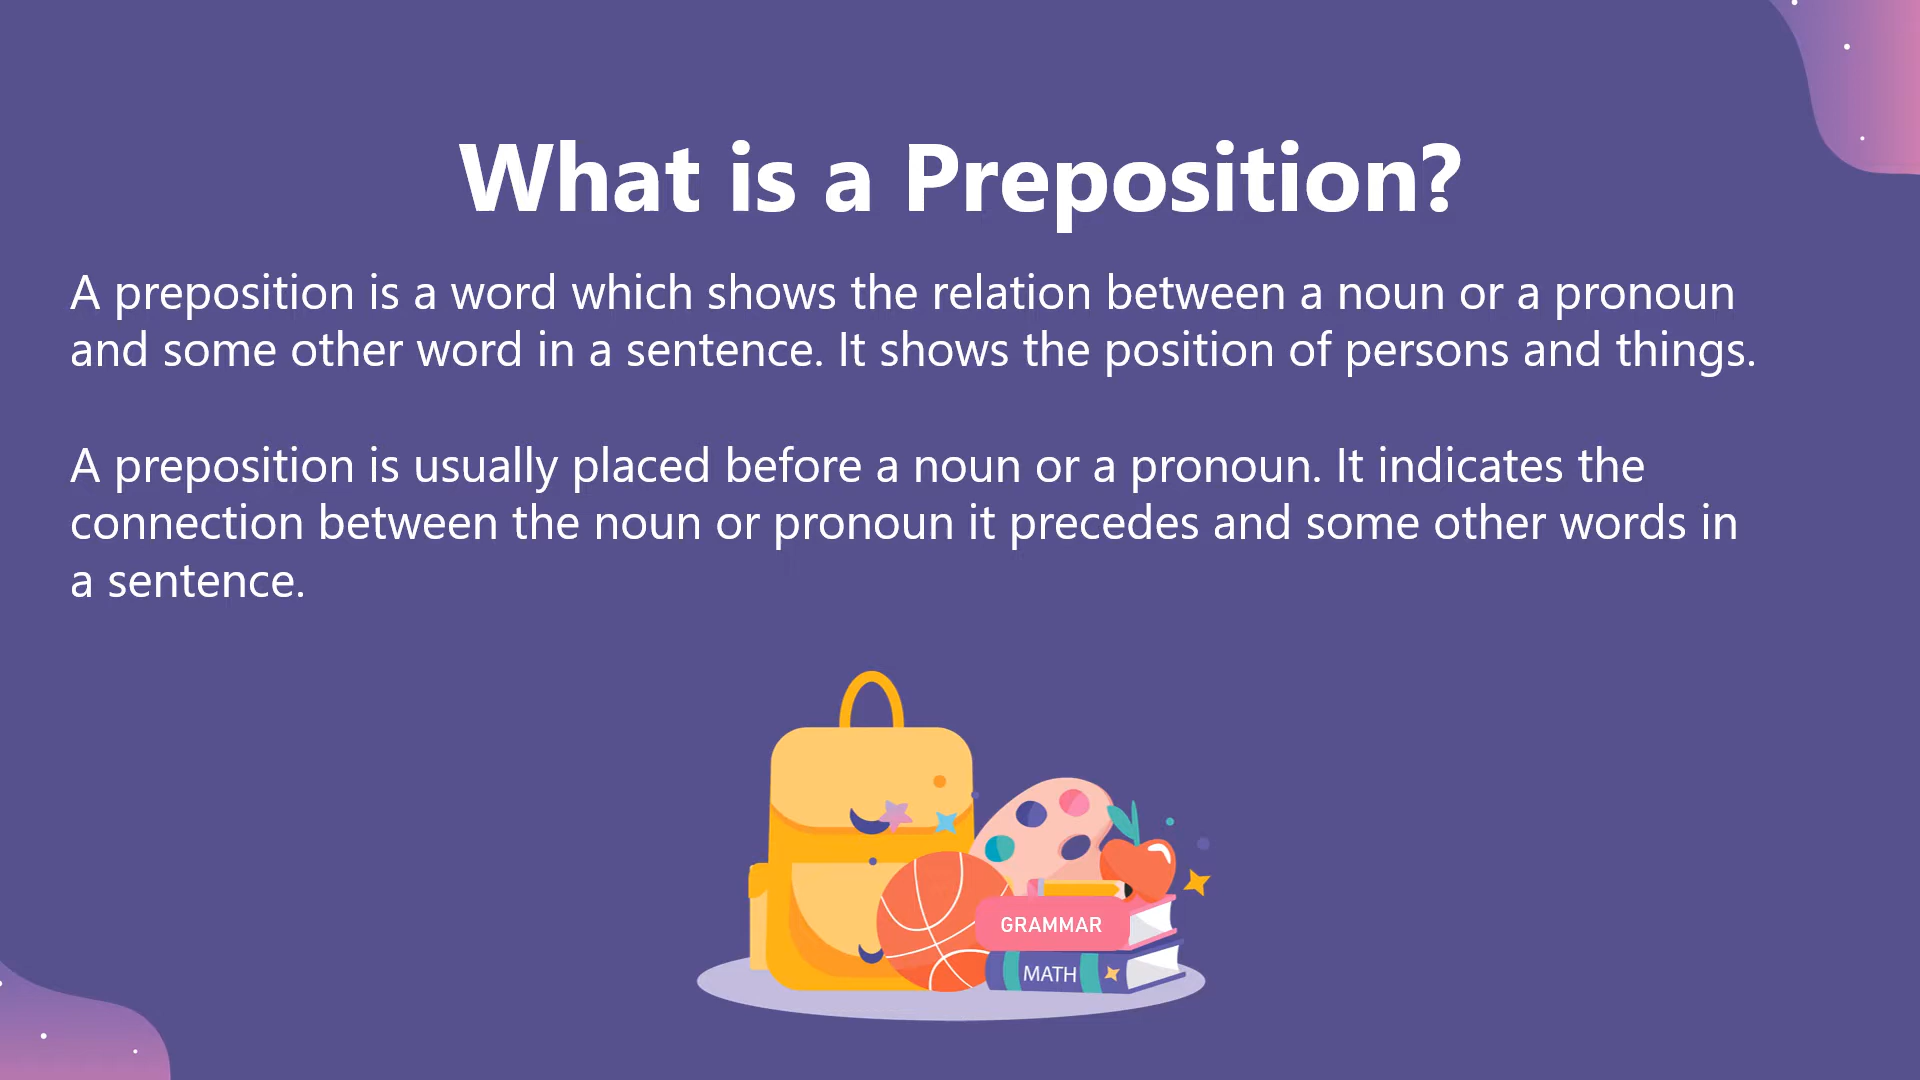 What is a Preposition?
A preposition is a word which shows the relation between a noun or a pronoun
and some other word in a sentence. It shows the position of persons and things.
A preposition is usually placed before a noun or a pronoun. It indicates the
connection between the noun or pronoun it precedes and some other words in
a sentence.
GRAMMAR
MATH